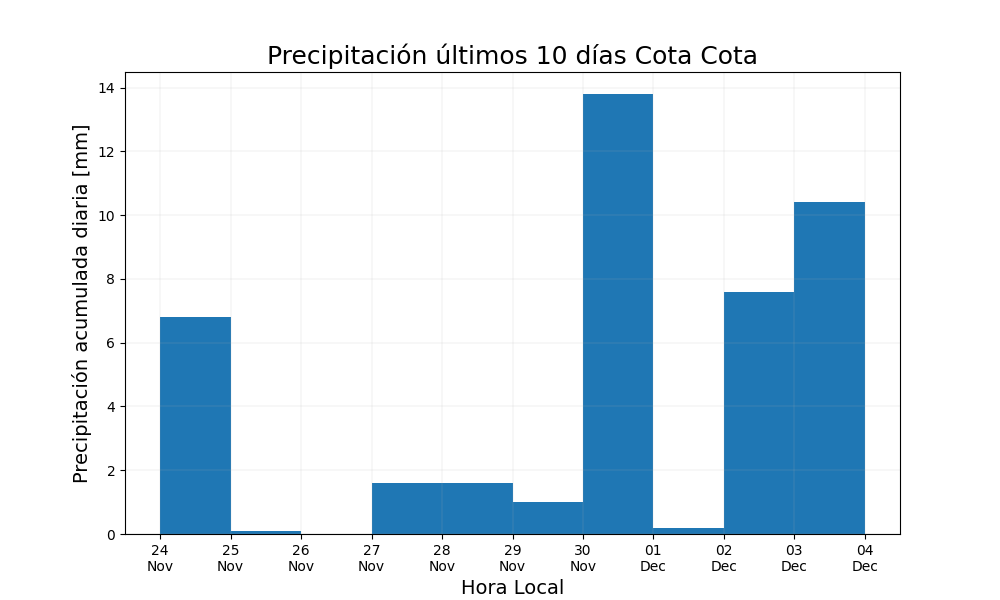 Precipitación últimos 10 días Cota Cota
Precipitación acumulada diaria [mm]
14
12
10
8
6
4
2
0
24 25 26 27 28 29 30 01 02 03 04
Nov Nov Nov Nov Nov Nov Nov Dec Dec Dec Dec
Hora Local